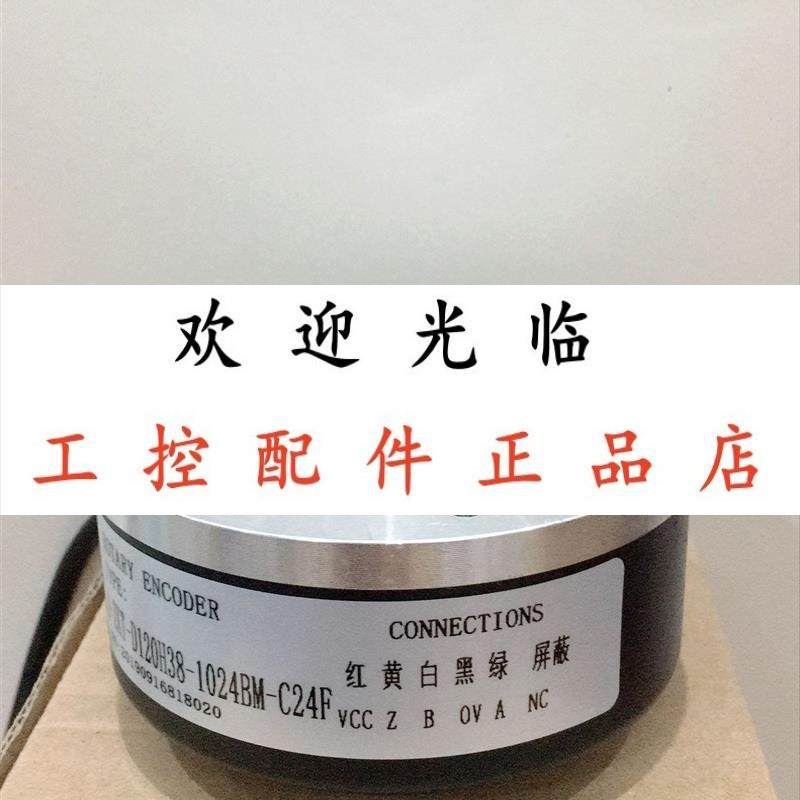 欢迎光临
工控配件正品店
ENCODER
CONNECTIONS
-D120H38-1024BM-C24F
20190916818020
红 黄 白 黑 绿 屏蔽
VCC Z B 0V A NC